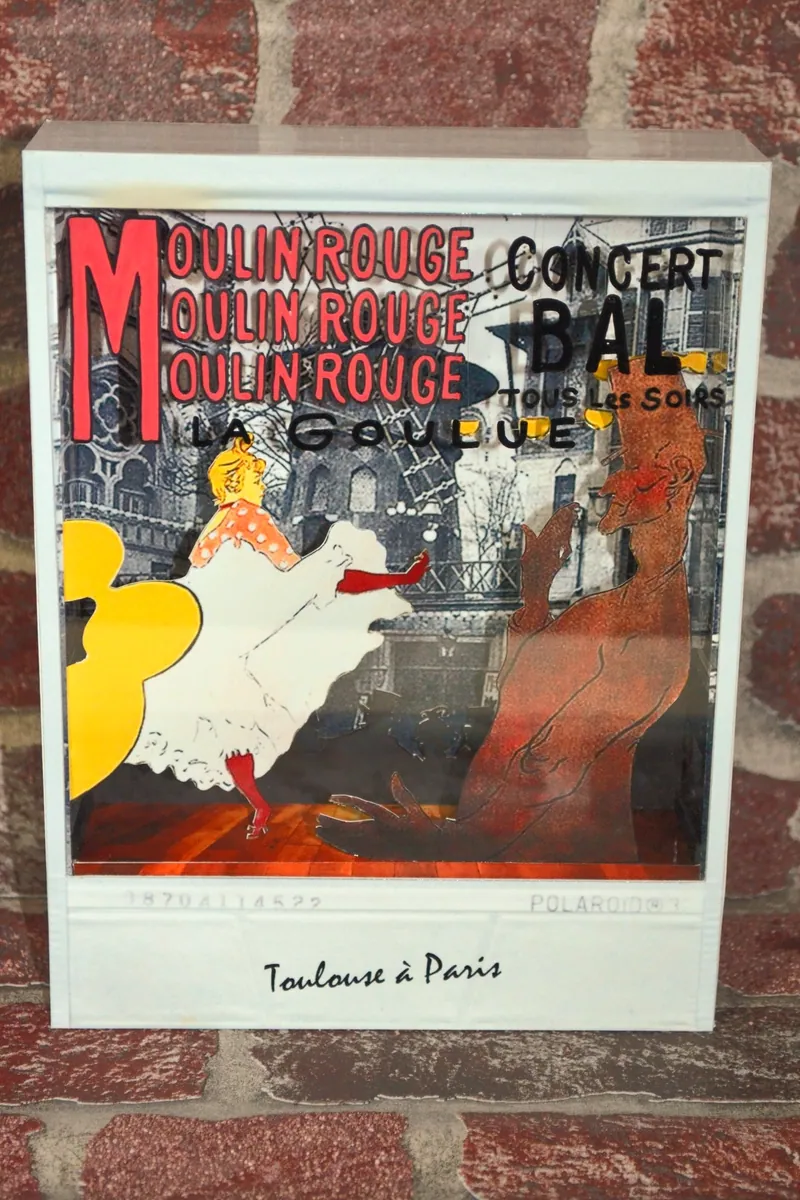 MOULIN ROUGE CONCERT
MOULIN ROUGE BAL
MOULIN ROUGE TOUS LES SOIRS
LA GOULUE
POLAROID®
Toulouse à Paris